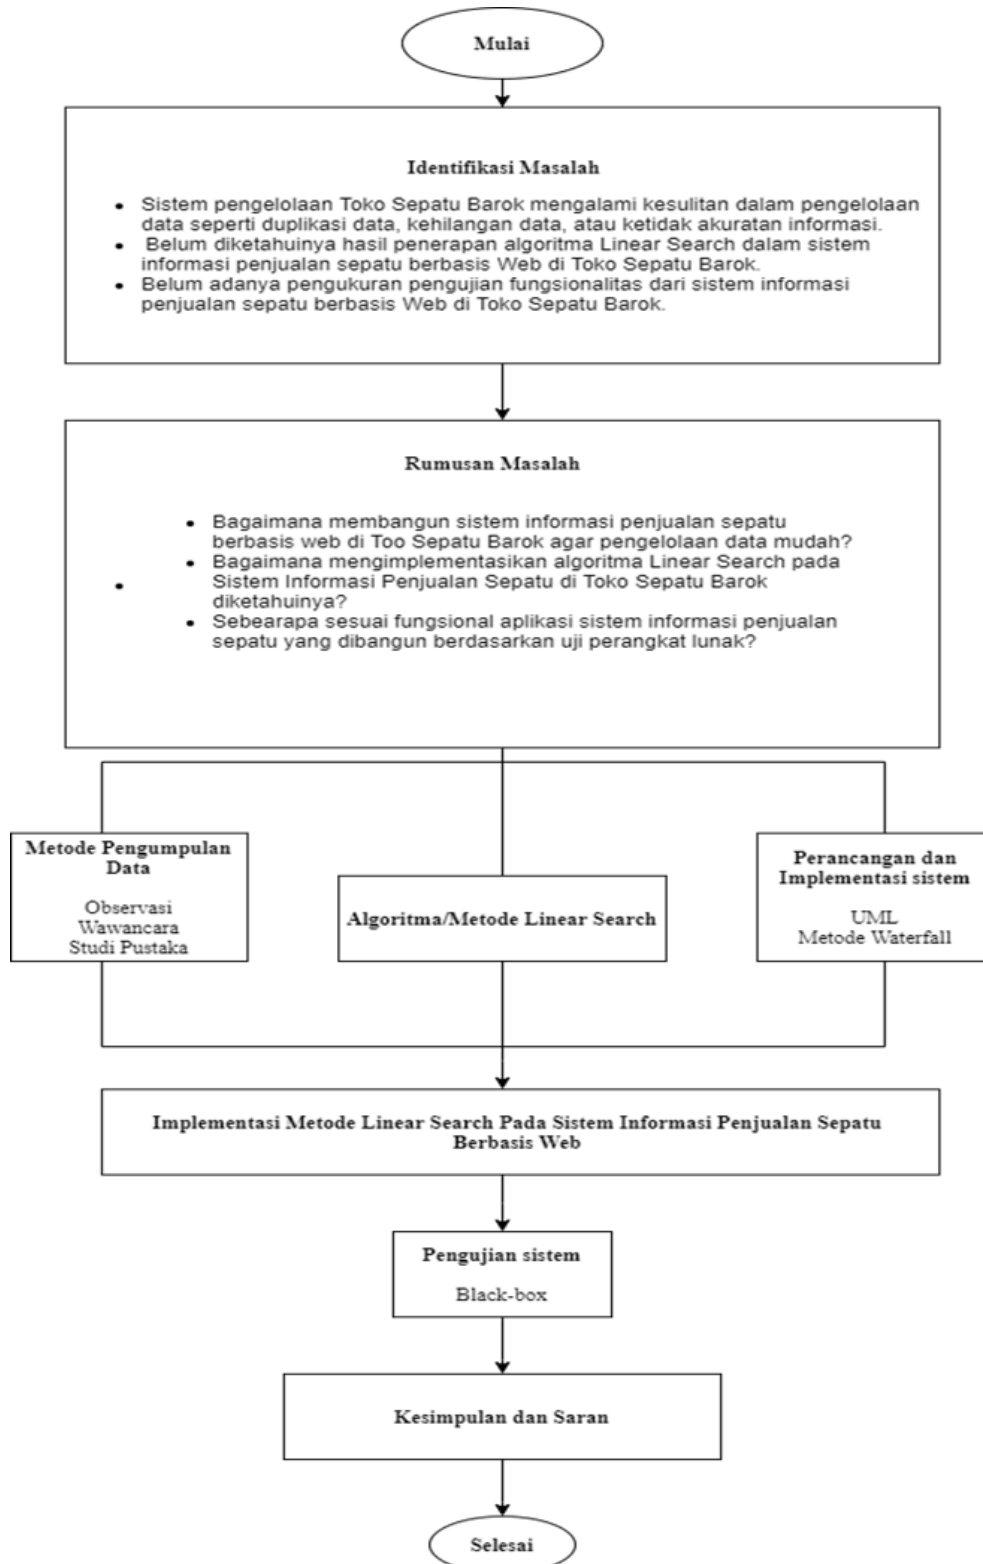 Mulai
Identifikasi Masalah
• Sistem pengelolaan Toko Sepatu Barok mengalami kesulitan dalam pengelolaan
data seperti duplikasi data, kehilangan data, atau ketidak akuratan informasi.
• Belum diketahuinya hasil penerapan algoritma Linear Search dalam sistem
informasi penjualan sepatu berbasis Web di Toko Sepatu Barok.
• Belum adanya pengukuran pengujian fungsionalitas dari sistem informasi
penjualan sepatu berbasis Web di Toko Sepatu Barok.
Rumusan Masalah
• Bagaimana membangun sistem informasi penjualan sepatu
berbasis web di Too Sepatu Barok agar pengelolaan data mudah?
• Bagaimana mengimplementasikan algoritma Linear Search pada
Sistem Informasi Penjualan Sepatu di Toko Sepatu Barok
diketahuinya?
• Sebearapa sesuai fungsional aplikasi sistem informasi penjualan
sepatu yang dibangun berdasarkan uji perangkat lunak?
Metode Pengumpulan
Data
Observasi
Wawancara
Studi Pustaka
Algoritma/Metode Linear Search
Perancangan dan
Implementasi sistem
UML
Metode Waterfall
Implementasi Metode Linear Search Pada Sistem Informasi Penjualan Sepatu
Berbasis Web
Pengujian sistem
Black-box
Kesimpulan dan Saran
Selesai